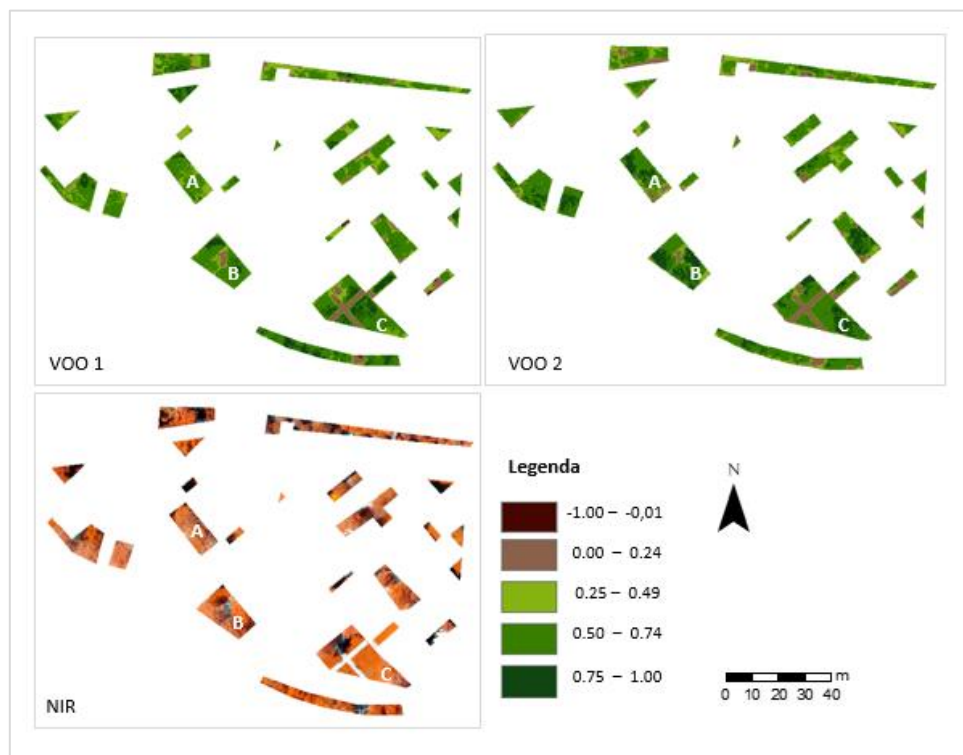 A
B
C
VOO 1
A
B
C
VOO 2
A
B
C
NIR
Legenda
-1.00 – -0,01
0.00 – 0.24
0.25 – 0.49
0.50 – 0.74
0.75 – 1.00
N
m
0 10 20 30 40